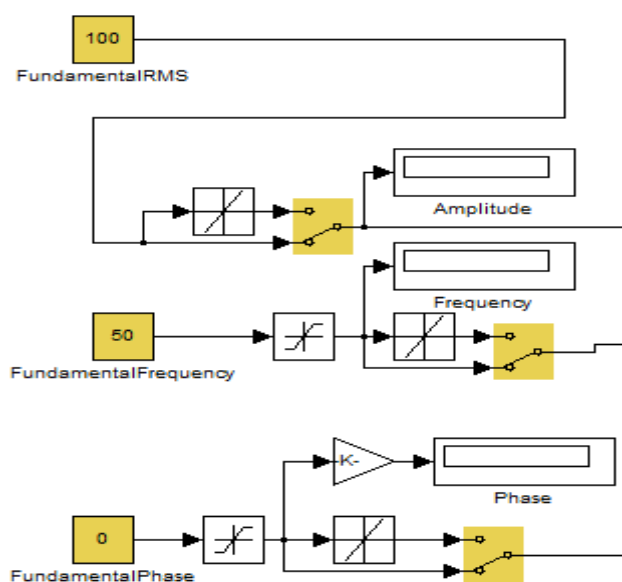 100
FundamentalRMS
Amplitude
Frequency
50
FundamentalFrequency
-K-
Phase
0
FundamentalPhase